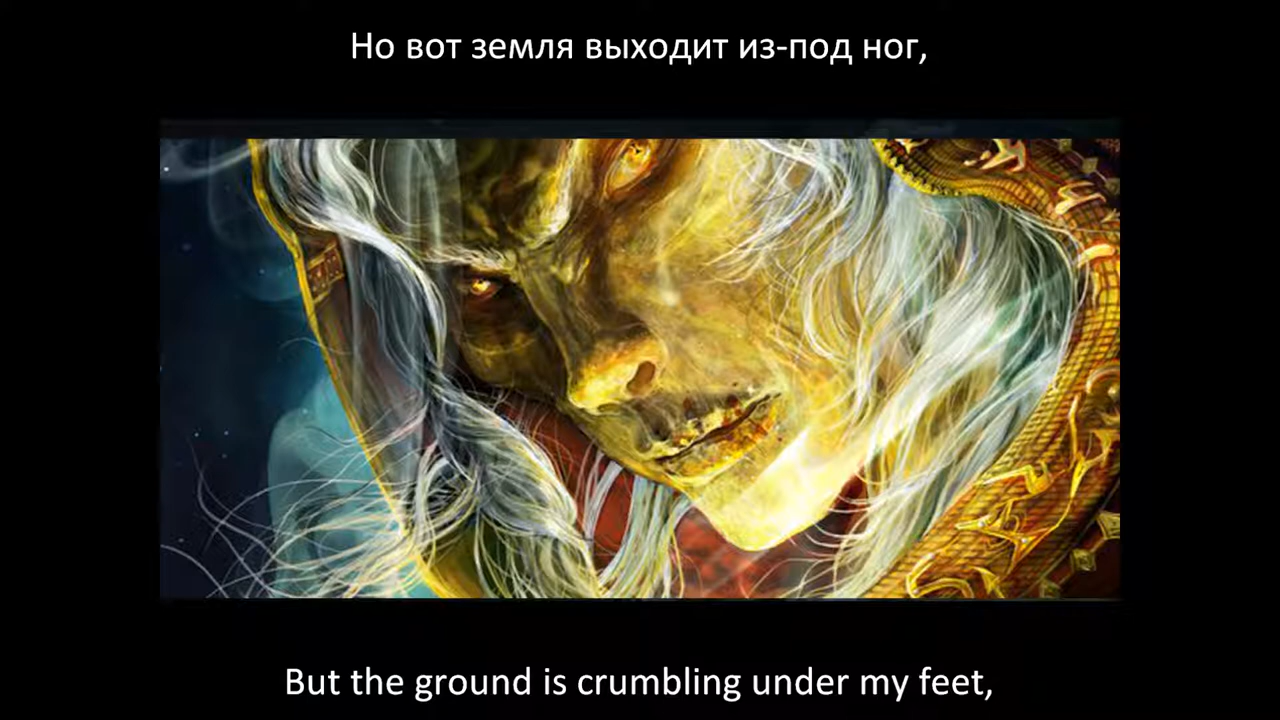 Но вот земля выходит из-под ног,
But the ground is crumbling under my feet,